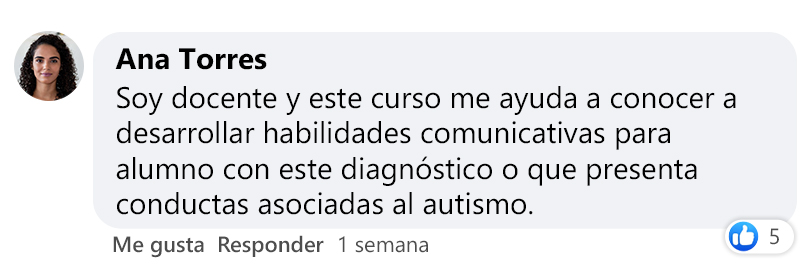 Ana Torres
Soy docente y este curso me ayuda a conocer a
desarrollar habilidades comunicativas para
alumno con este diagnóstico o que presenta
conductas asociadas al autismo.
Me gusta Responder 1 semana
5